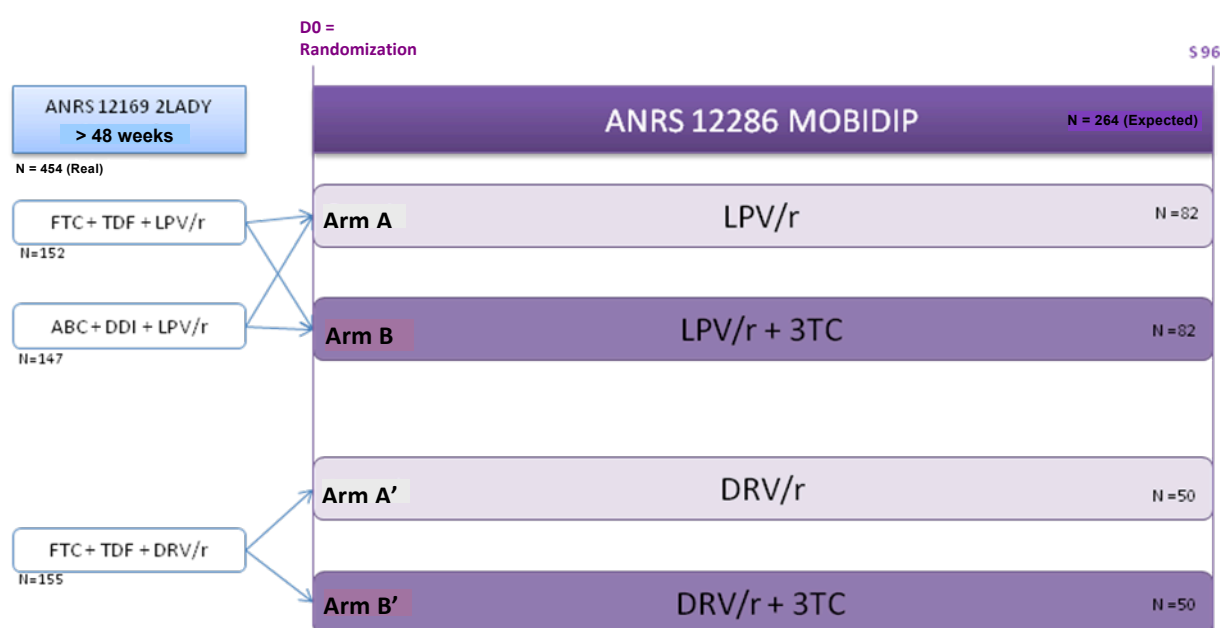 D0 =
Randomization
S 96
ANRS 12169 2LADY
> 48 weeks
N = 454 (Real)
ANRS 12286 MOBIDIP
N = 264 (Expected)
FTC + TDF + LPV/r
N=152
Arm A
LPV/r
N =82
ABC + DDI + LPV/r
N=147
Arm B
LPV/r + 3TC
N =82
Arm A’
DRV/r
N =50
FTC + TDF + DRV/r
N=155
Arm B’
DRV/r + 3TC
N =50